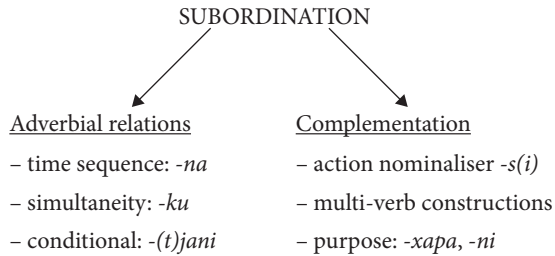 SUBORDINATION
Adverbial relations
– time sequence: -na
– simultaneity: -ku
– conditional: -(t)jani
Complementation
– action nominaliser -s(i)
– multi-verb constructions
– purpose: -xapa, -ni